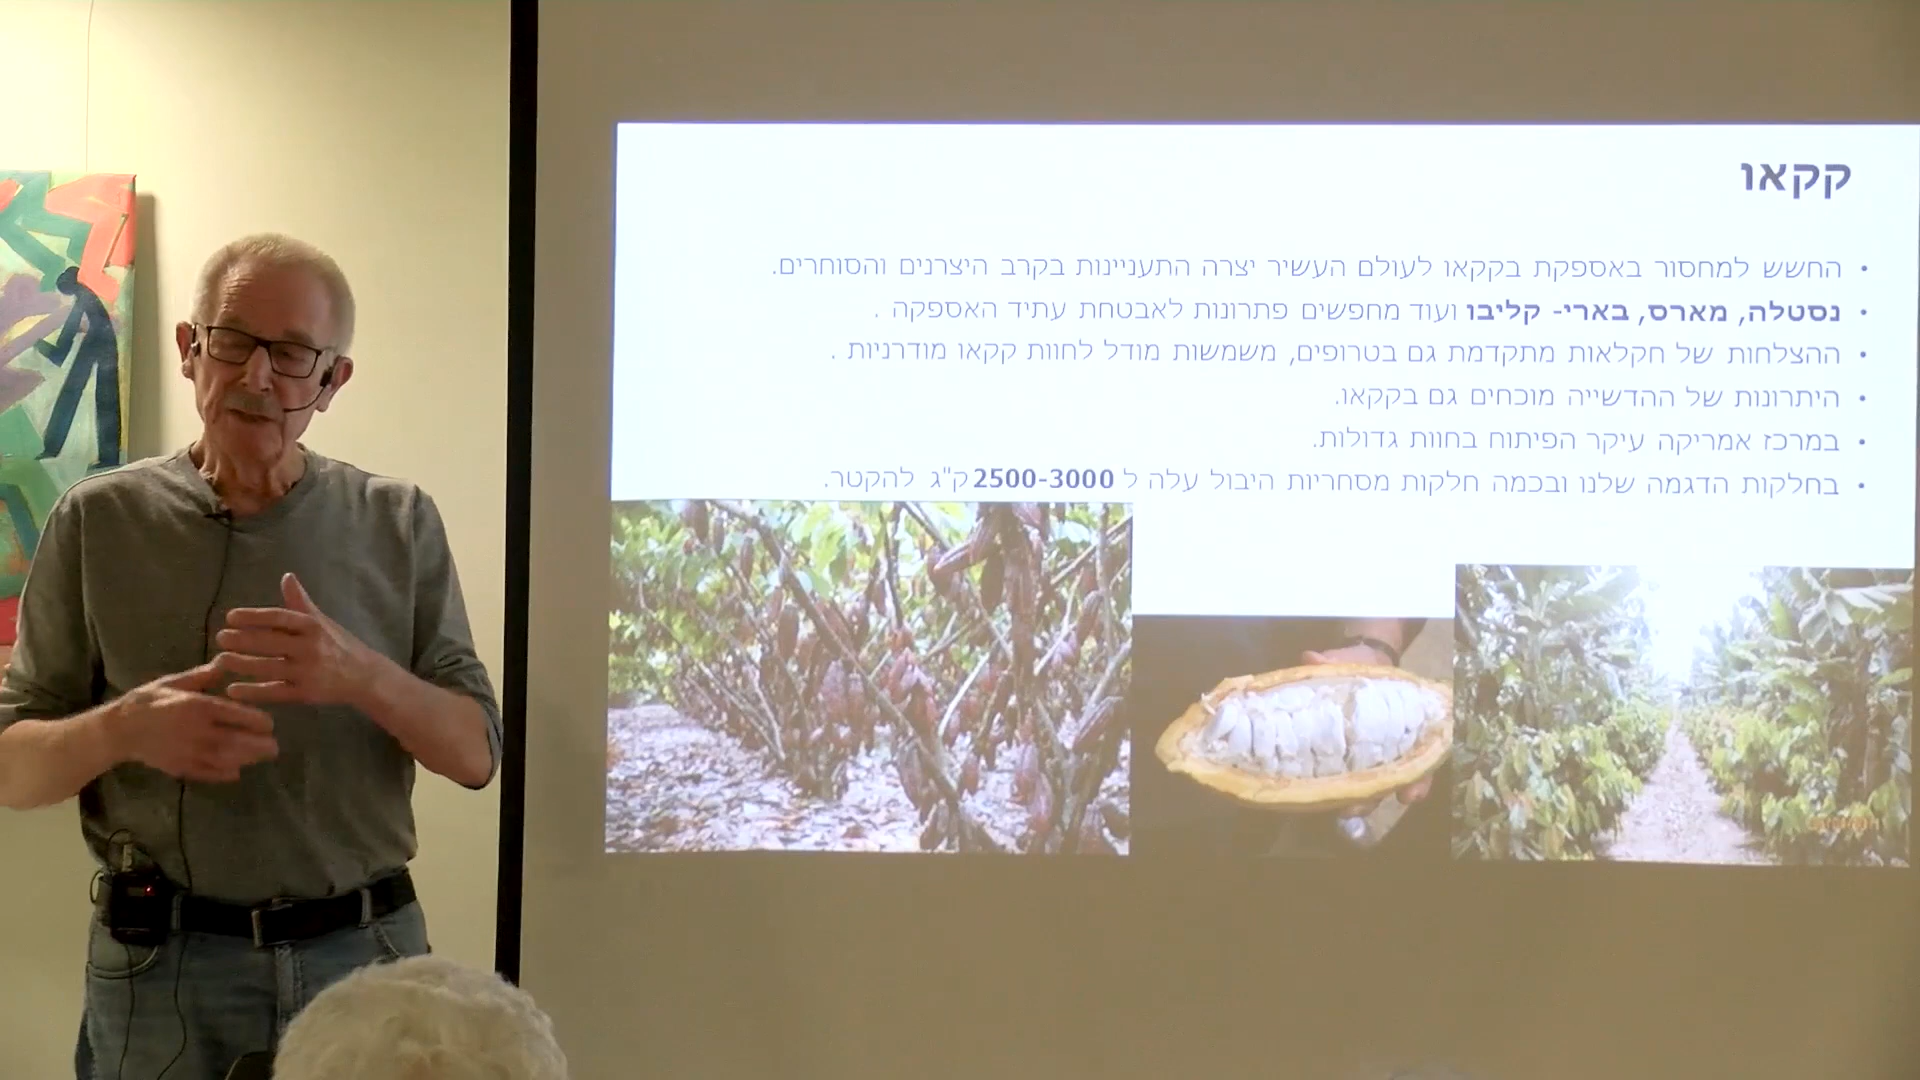 קקאו
• החשש למחסור באספקת בקקאו לעולם העשיר יצרה התעניינות בקרב היצרנים והסוחרים.
• נסטלה, מארס, בארי- קליבו ועוד מחפשים פתרונות לאבטחת עתיד האספקה .
• ההצלחות של חקלאות מתקדמת גם בטרופים, משמשות מודל לחוות קקאו מודרניות .
• היתרונות של ההדשייה מוכחים גם בקקאו.
• במרכז אמריקה עיקר הפיתוח בחוות גדולות.
• בחלקות הדגמה שלנו ובכמה חלקות מסחריות היבול עלה ל 2500-3000 ק"ג להקטר.